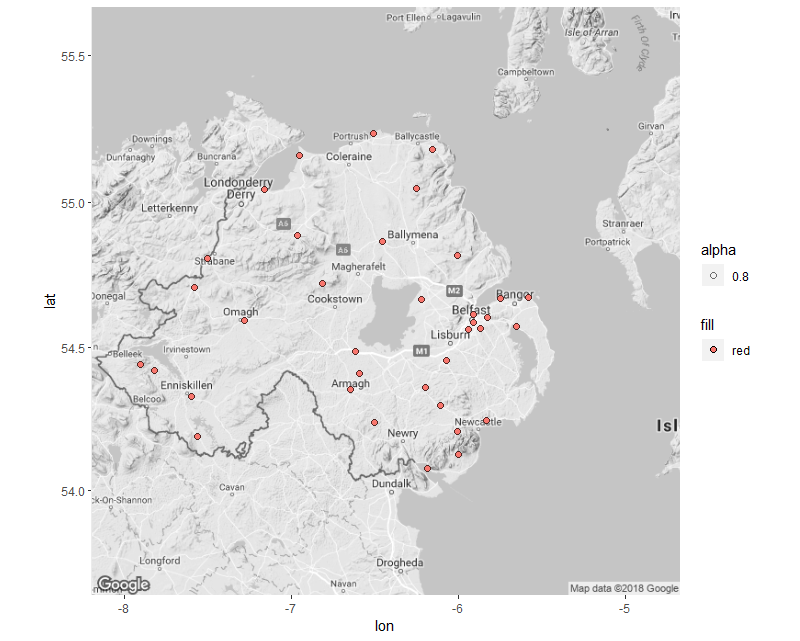 Port Ellen
Lagavulin
Isle of Arran
Firth Of Clyde
55.5
Campbeltown
Girvan
Downings
Dunfanaghy
Buncrana
Portrush
Ballycastle
Coleraine
Londonderry
Derry
Letterkenny
55.0
A5
A6
Ballymena
Stranraer
Portpatrick
Strabane
Magherafelt
Donegal
Cookstown
M2
Bangor
Belfast
Omagh
Lisburn
lat
alpha
0.8
fill
red
54.5
Belleek
Irvinestown
M1
Enniskillen
Armagh
Belcoo
Newry
Newcastle
Isl
54.0
Cavan
Dundalk
ck-On-Shannon
Longford
Drogheda
Navan
Google
Map data ©2018 Google
-8
-7
-6
-5
lon